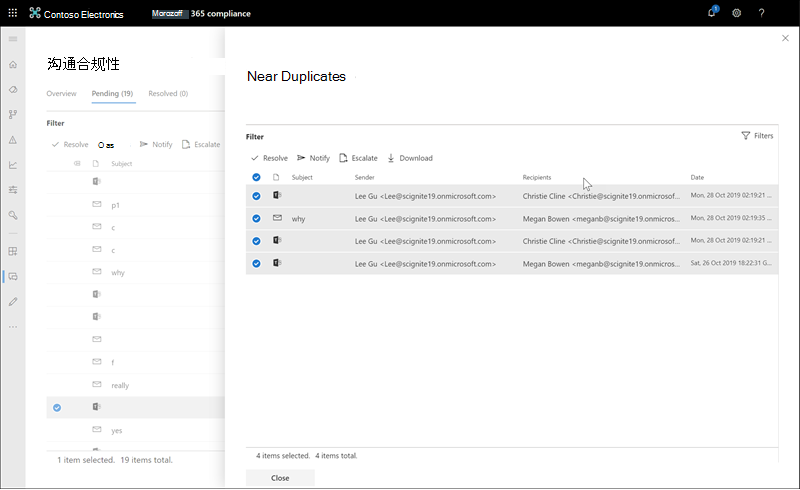 Contoso Electronics Marazoff 365 compliance 1 ?
沟通合规性
Overview Pending (19) Resolved (0)
Filter
Resolve Oas Notify Escalate
Subject
p1
c
c
why
f
really
yes
1 item selected. 19 items total.
Near Duplicates
Filter Filters
Resolve Notify Escalate Download
Subject Sender Recipients Date
Lee Gu <Lee@scignite19.onmicrosoft.com> Christie Cline <Christie@scignite19.onmicrosof... Mon, 28 Oct 2019 02:19:21 ...
why Lee Gu <Lee@scignite19.onmicrosoft.com> Megan Bowen <meganb@scignite19.onmicros... Mon, 28 Oct 2019 02:19:35 ...
Lee Gu <Lee@scignite19.onmicrosoft.com> Christie Cline <Christie@scignite19.onmicrosof... Mon, 28 Oct 2019 02:19:21 ...
Lee Gu <Lee@scignite19.onmicrosoft.com> Megan Bowen <meganb@scignite19.onmicros... Sat, 26 Oct 2019 18:22:31 G...
4 items selected. 4 items total.
Close